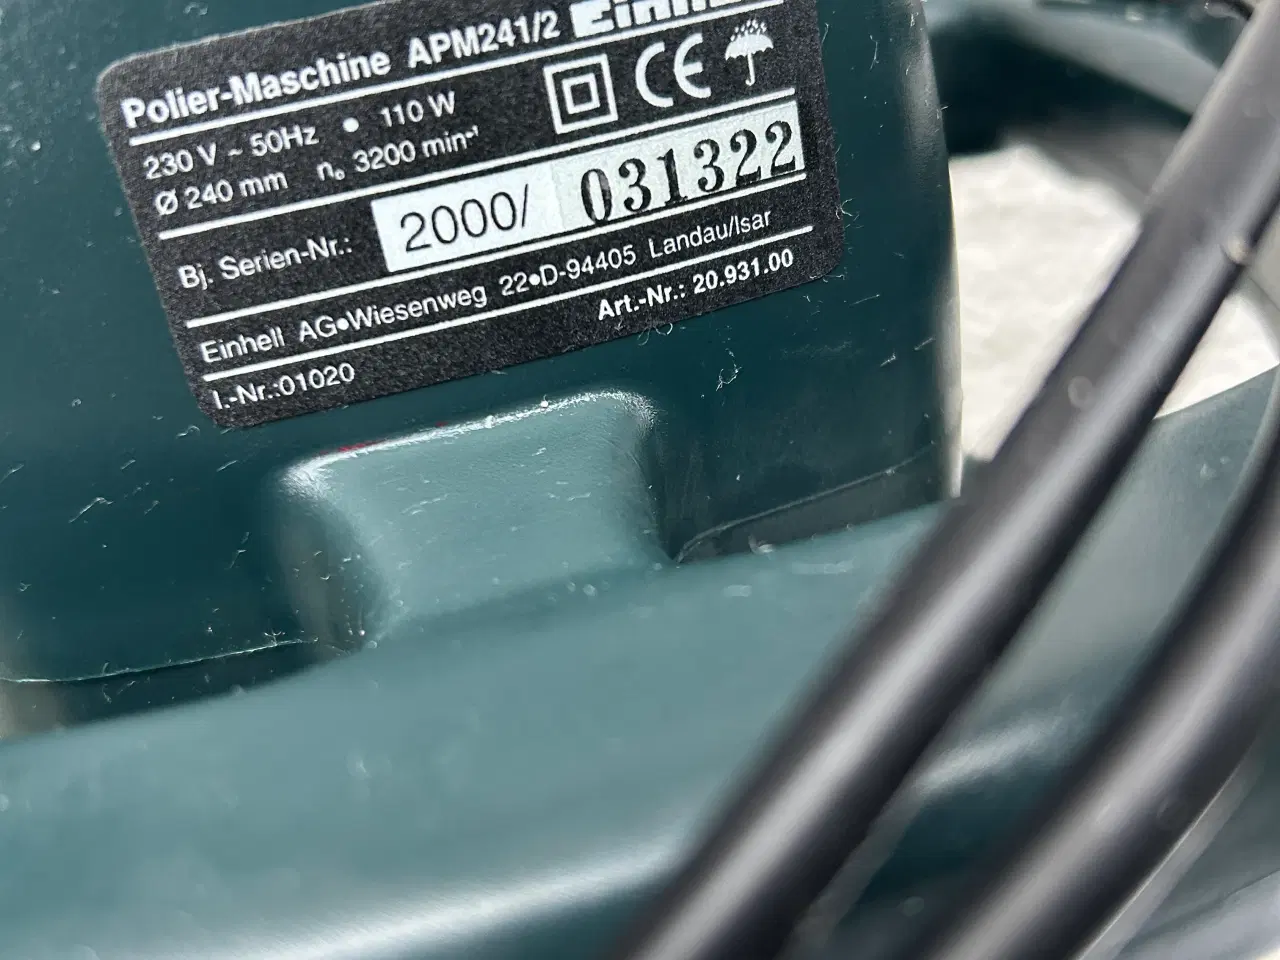 Polier-Maschine APM241/2 Einhell
230 V ~ 50Hz • 110 W
Ø 240 mm n₀ 3200 min⁻¹
Bj. Serien-Nr.: 2000/ 031322
Einhell AG•Wiesenweg 22•D-94405 Landau/Isar
Art.-Nr.: 20.931.00
I.-Nr.:01020